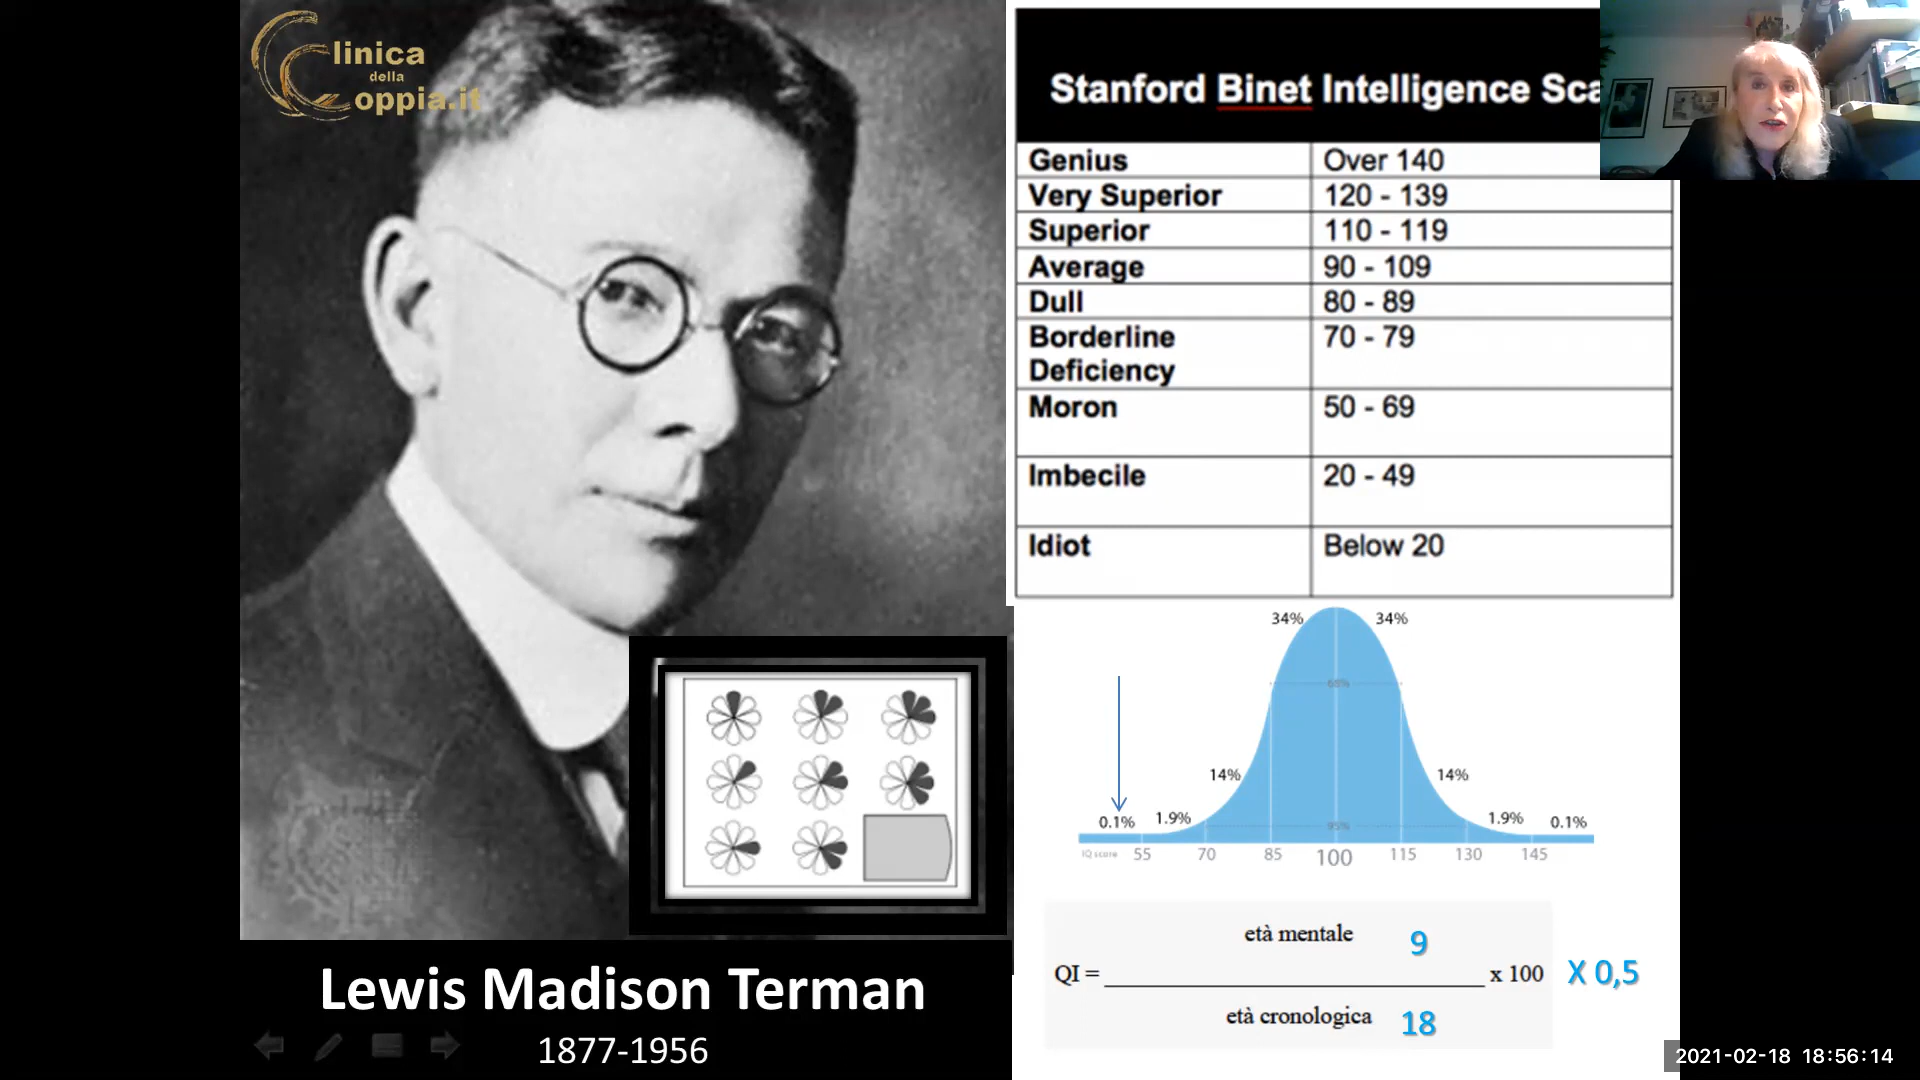 Clinica
della
Coppia.it
Lewis Madison Terman
1877-1956
Stanford Binet Intelligence Sca
Genius Over 140
Very Superior 120 - 139
Superior 110 - 119
Average 90 - 109
Dull 80 - 89
Borderline 70 - 79
Deficiency
Moron 50 - 69
Imbecile 20 - 49
Idiot Below 20
34% 34%
68%
14% 14%
0.1% 1.9% 95% 1.9% 0.1%
IQ score 55 70 85 100 115 130 145
età mentale 9
QI = x 100 X 0,5
età cronologica 18
2021-02-18 18:56:14